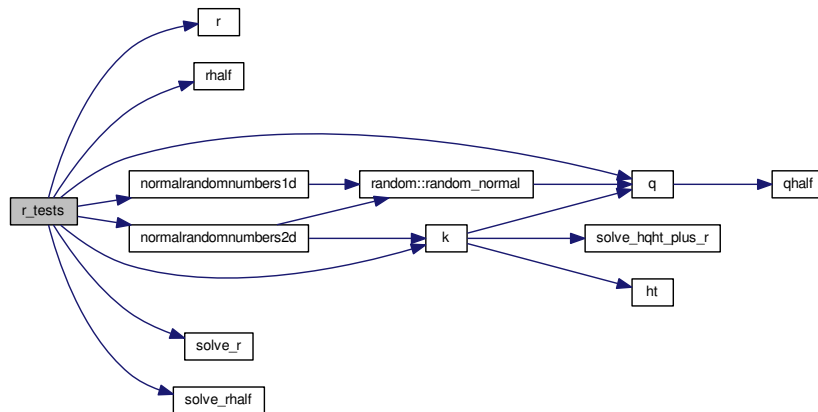 r
rhalf
normalrandomnumbers1d
random::random_normal
q
qhalf
r_tests
normalrandomnumbers2d
k
solve_hqht_plus_r
ht
solve_r
solve_rhalf